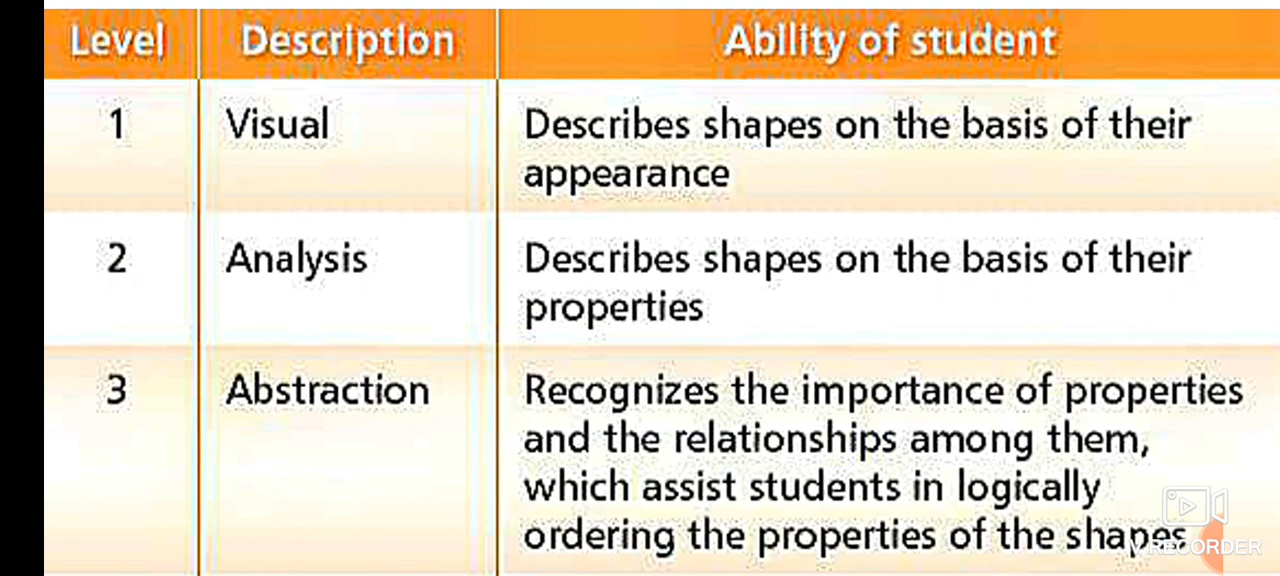 Level Description Ability of student
1 Visual Describes shapes on the basis of their
appearance
2 Analysis Describes shapes on the basis of their
properties
3 Abstraction Recognizes the importance of properties
and the relationships among them,
which assist students in logically
ordering the properties of the shapes
V RECORDER